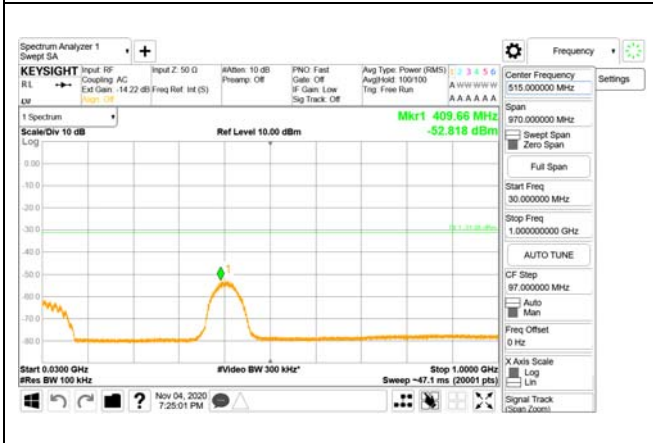 Spectrum Analyzer 1
Swept SA
Frequency
KEYSIGHT
Input: RF
Coupling: AC
Ext Gain: -14.22 dB
Align: Off
Input Z: 50 Ω
Freq Ref: Int (S)
#Atten: 10 dB
Preamp: Off
PNO: Fast
Gate: Off
IF Gain: Low
Sig Track: Off
Avg Type: Power (RMS)
Avg|Hold: 100/100
Trig: Free Run
1 2 3 4 5 6
A W W W W W
A A A A A A
RL
1 Spectrum
Mkr1 409.66 MHz
-52.818 dBm
Scale/Div 10 dB
Ref Level 10.00 dBm
Log
0.00
-10.0
-20.0
-30.0
-40.0
-50.0
-60.0
-70.0
-80.0
1
Start 0.0300 GHz
#Video BW 300 kHz*
Stop 1.0000 GHz
#Res BW 100 kHz
Sweep ~47.1 ms (20001 pts)
Nov 04, 2020
7:25:01 PM
?
Center Frequency
515.000000 MHz
Settings
Span
970.000000 MHz
Swept Span
Zero Span
Full Span
Start Freq
30.000000 MHz
Stop Freq
1.000000000 GHz
AUTO TUNE
CF Step
97.000000 MHz
Auto
Man
Freq Offset
0 Hz
X Axis Scale
Log
Lin
Signal Track
(Span Zoom)